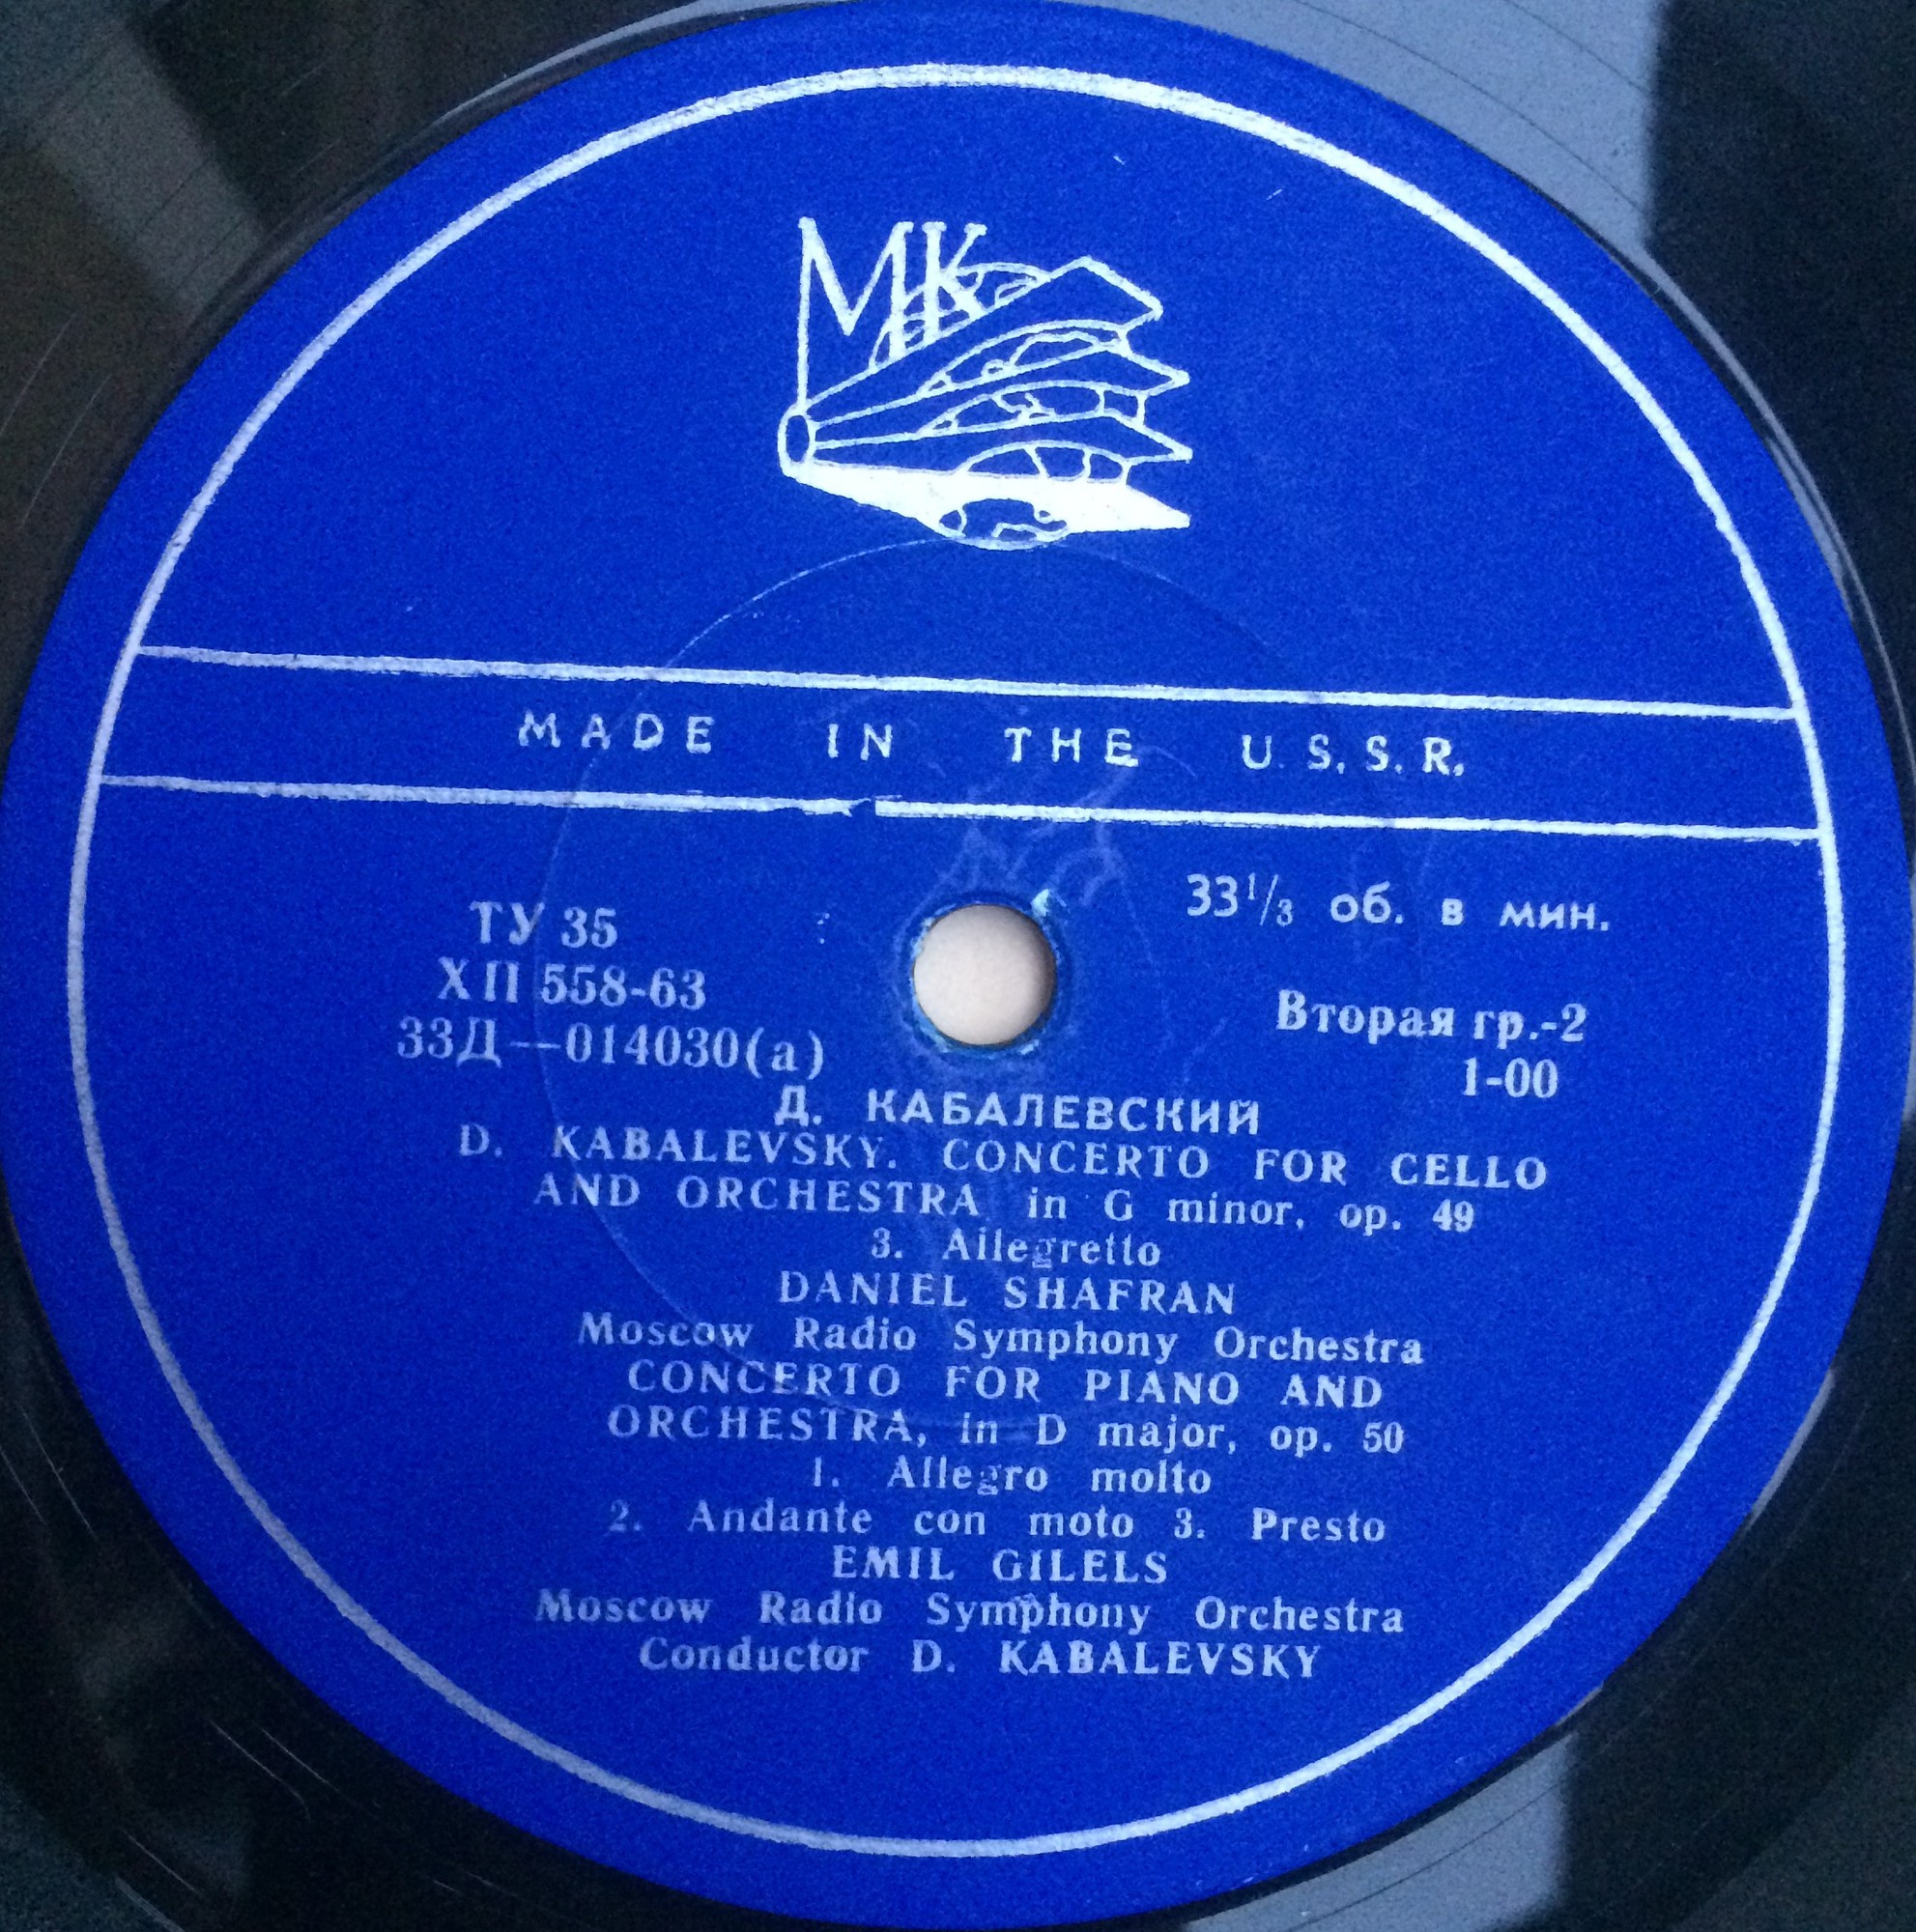 МК
MADE IN THE U.S.S.R.
ТУ 35
ХП 558-63
33Д—014030(а)
33 1/3 об. в мин.
Вторая гр.-2
1-00
Д. КАБАЛЕВСКИЙ
D. KABALEVSKY. CONCERTO FOR CELLO
AND ORCHESTRA in G minor, op. 49
3. Allegretto
DANIEL SHAFRAN
Moscow Radio Symphony Orchestra
CONCERTO FOR PIANO AND
ORCHESTRA, in D major, op. 50
1. Allegro molto
2. Andante con moto 3. Presto
EMIL GILELS
Moscow Radio Symphony Orchestra
Conductor D. KABALEVSKY